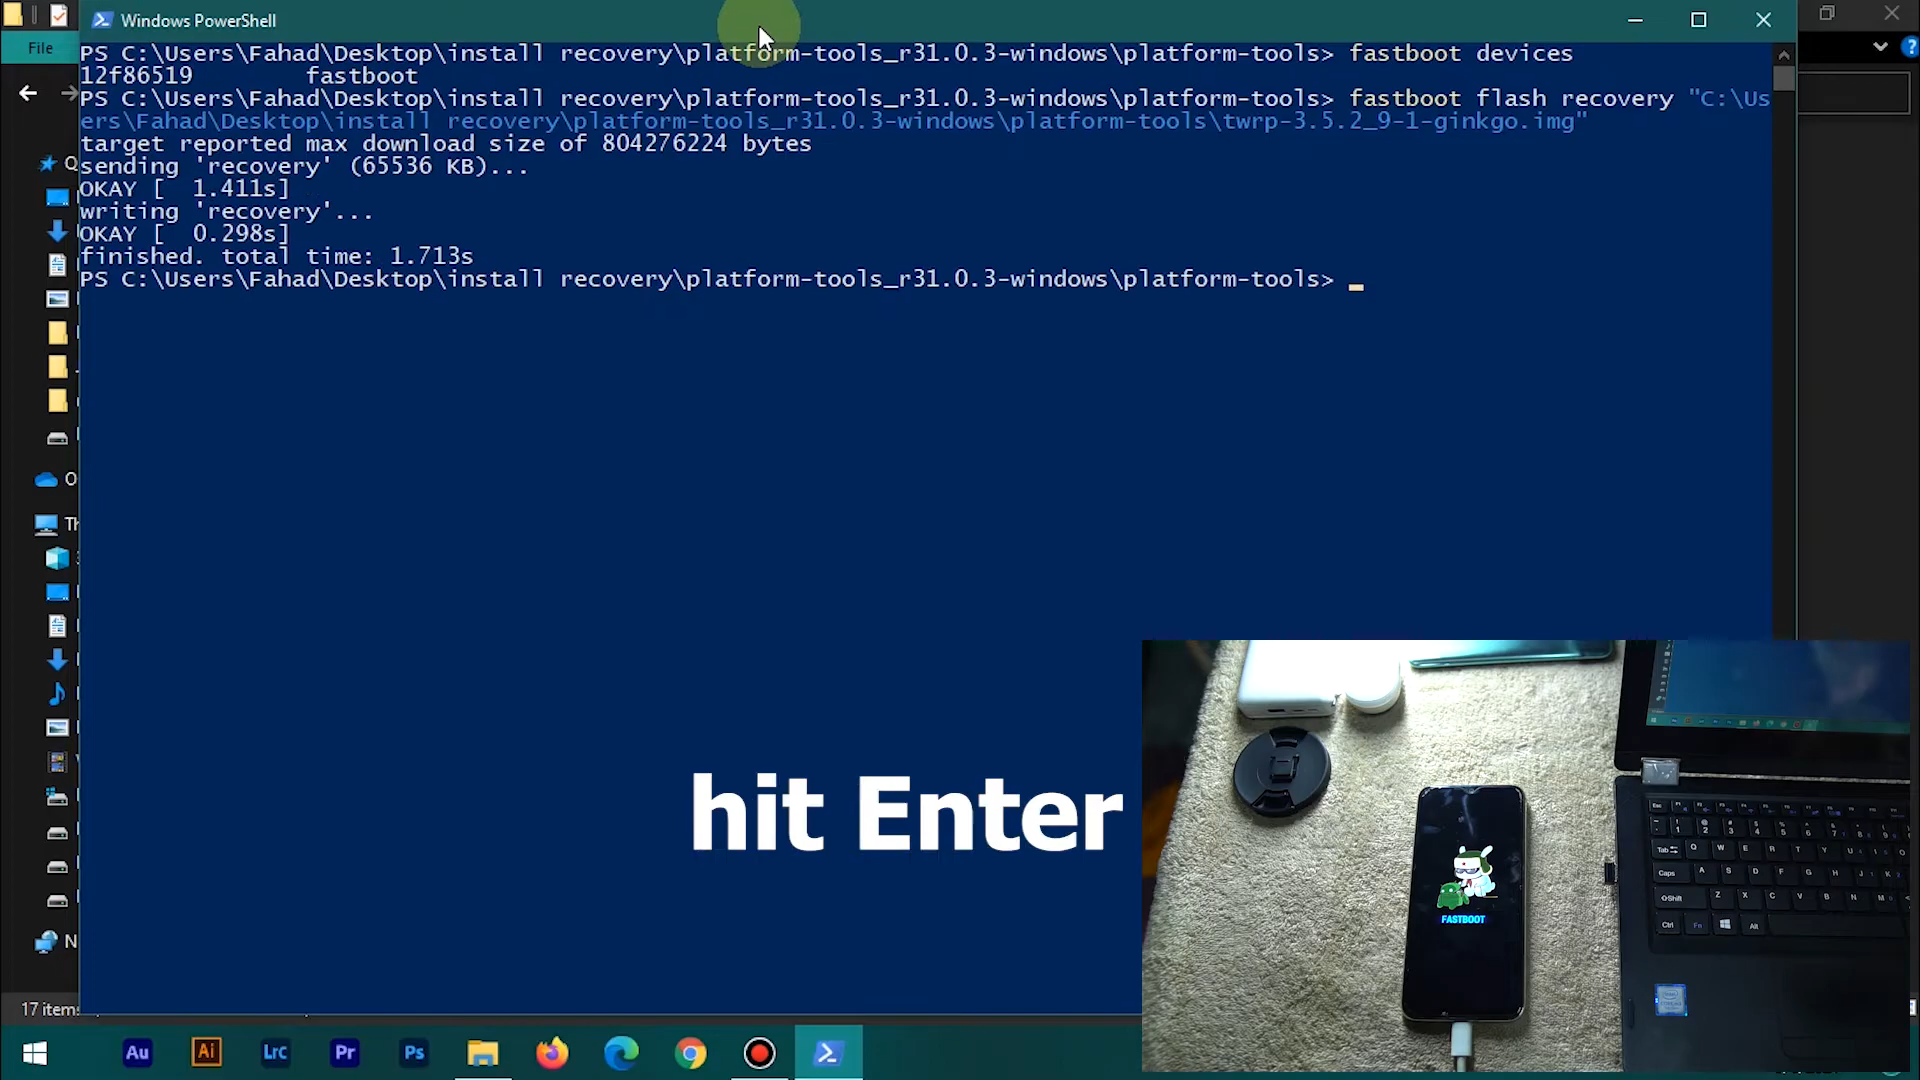 Windows PowerShell
File
PS C:\Users\Fahad\Desktop\install recovery\platform-tools_r31.0.3-windows\platform-tools> fastboot devices
12f86519        fastboot
PS C:\Users\Fahad\Desktop\install recovery\platform-tools_r31.0.3-windows\platform-tools> fastboot flash recovery "C:\Us
ers\Fahad\Desktop\install recovery\platform-tools_r31.0.3-windows\platform-tools\twrp-3.5.2_9-1-ginkgo.img"
target reported max download size of 804276224 bytes
sending 'recovery' (65536 KB)...
OKAY [  1.411s]
writing 'recovery'...
OKAY [  0.298s]
finished. total time: 1.713s
PS C:\Users\Fahad\Desktop\install recovery\platform-tools_r31.0.3-windows\platform-tools> _
hit Enter
FASTBOOT
17 items
Au Ai Lrc Pr Ps